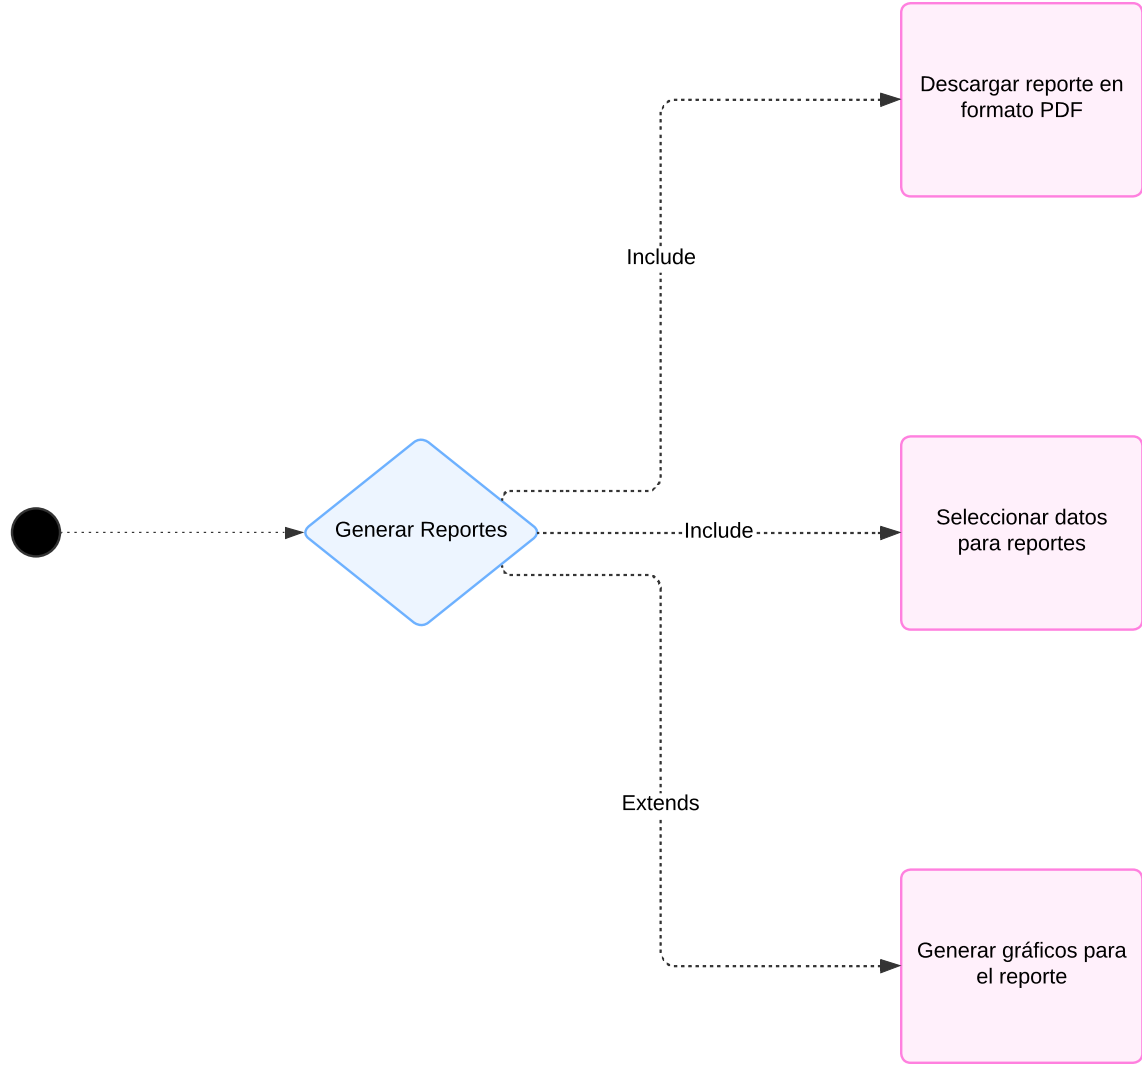 Descargar reporte en
formato PDF
Include
Generar Reportes
Include
Seleccionar datos
para reportes
Extends
Generar gráficos para
el reporte